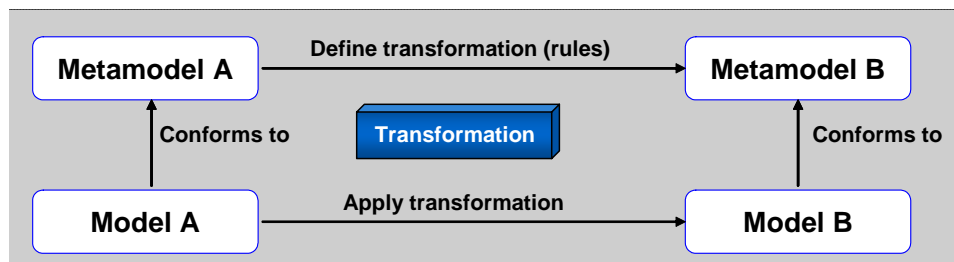 Define transformation (rules)
Metamodel A
Metamodel B
Conforms to
Transformation
Conforms to
Apply transformation
Model A
Model B